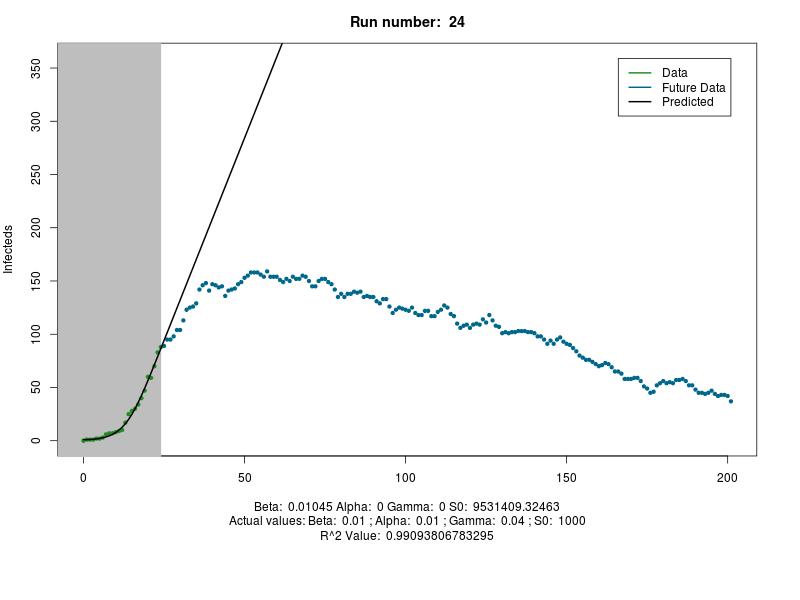 Run number: 24
Data
Future Data
Predicted
Infecteds
350
300
250
200
150
100
50
0
0 50 100 150 200
Beta: 0.01045 Alpha: 0 Gamma: 0 S0: 9531409.32463
Actual values: Beta: 0.01 ; Alpha: 0.01 ; Gamma: 0.04 ; S0: 1000
R^2 Value: 0.99093806783295